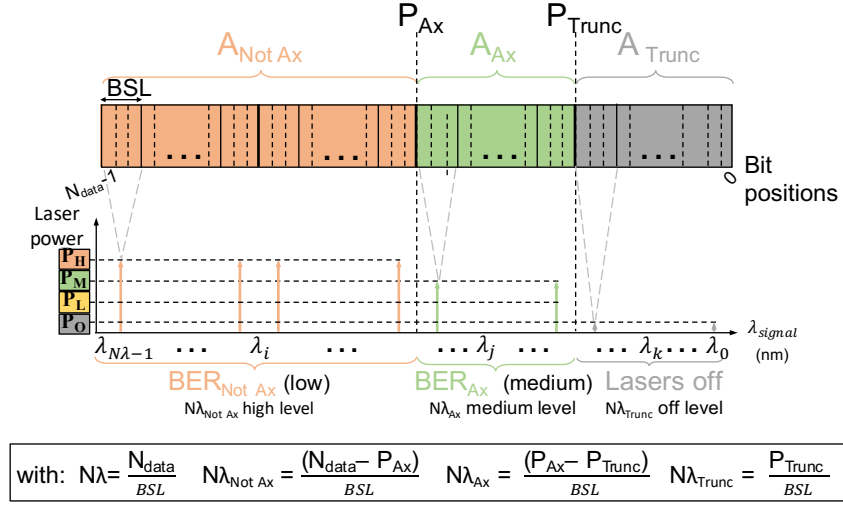 P_Ax P_Trunc
A_Not Ax A_Ax A_Trunc
BSL
... ... ...
N_data-1 0 Bit positions
Laser power
P_H
P_M
P_L
P_O
λ_signal (nm)
λ_Nλ−1 ... λ_i ... ... λ_j ... ... λ_k ... λ_0
BER_Not Ax (low) BER_Ax (medium) Lasers off
Nλ_Not Ax high level Nλ_Ax medium level Nλ_Trunc off level
with: Nλ= N_data/BSL Nλ_Not Ax = (N_data− P_Ax)/BSL Nλ_Ax = (P_Ax− P_Trunc)/BSL Nλ_Trunc = P_Trunc/BSL